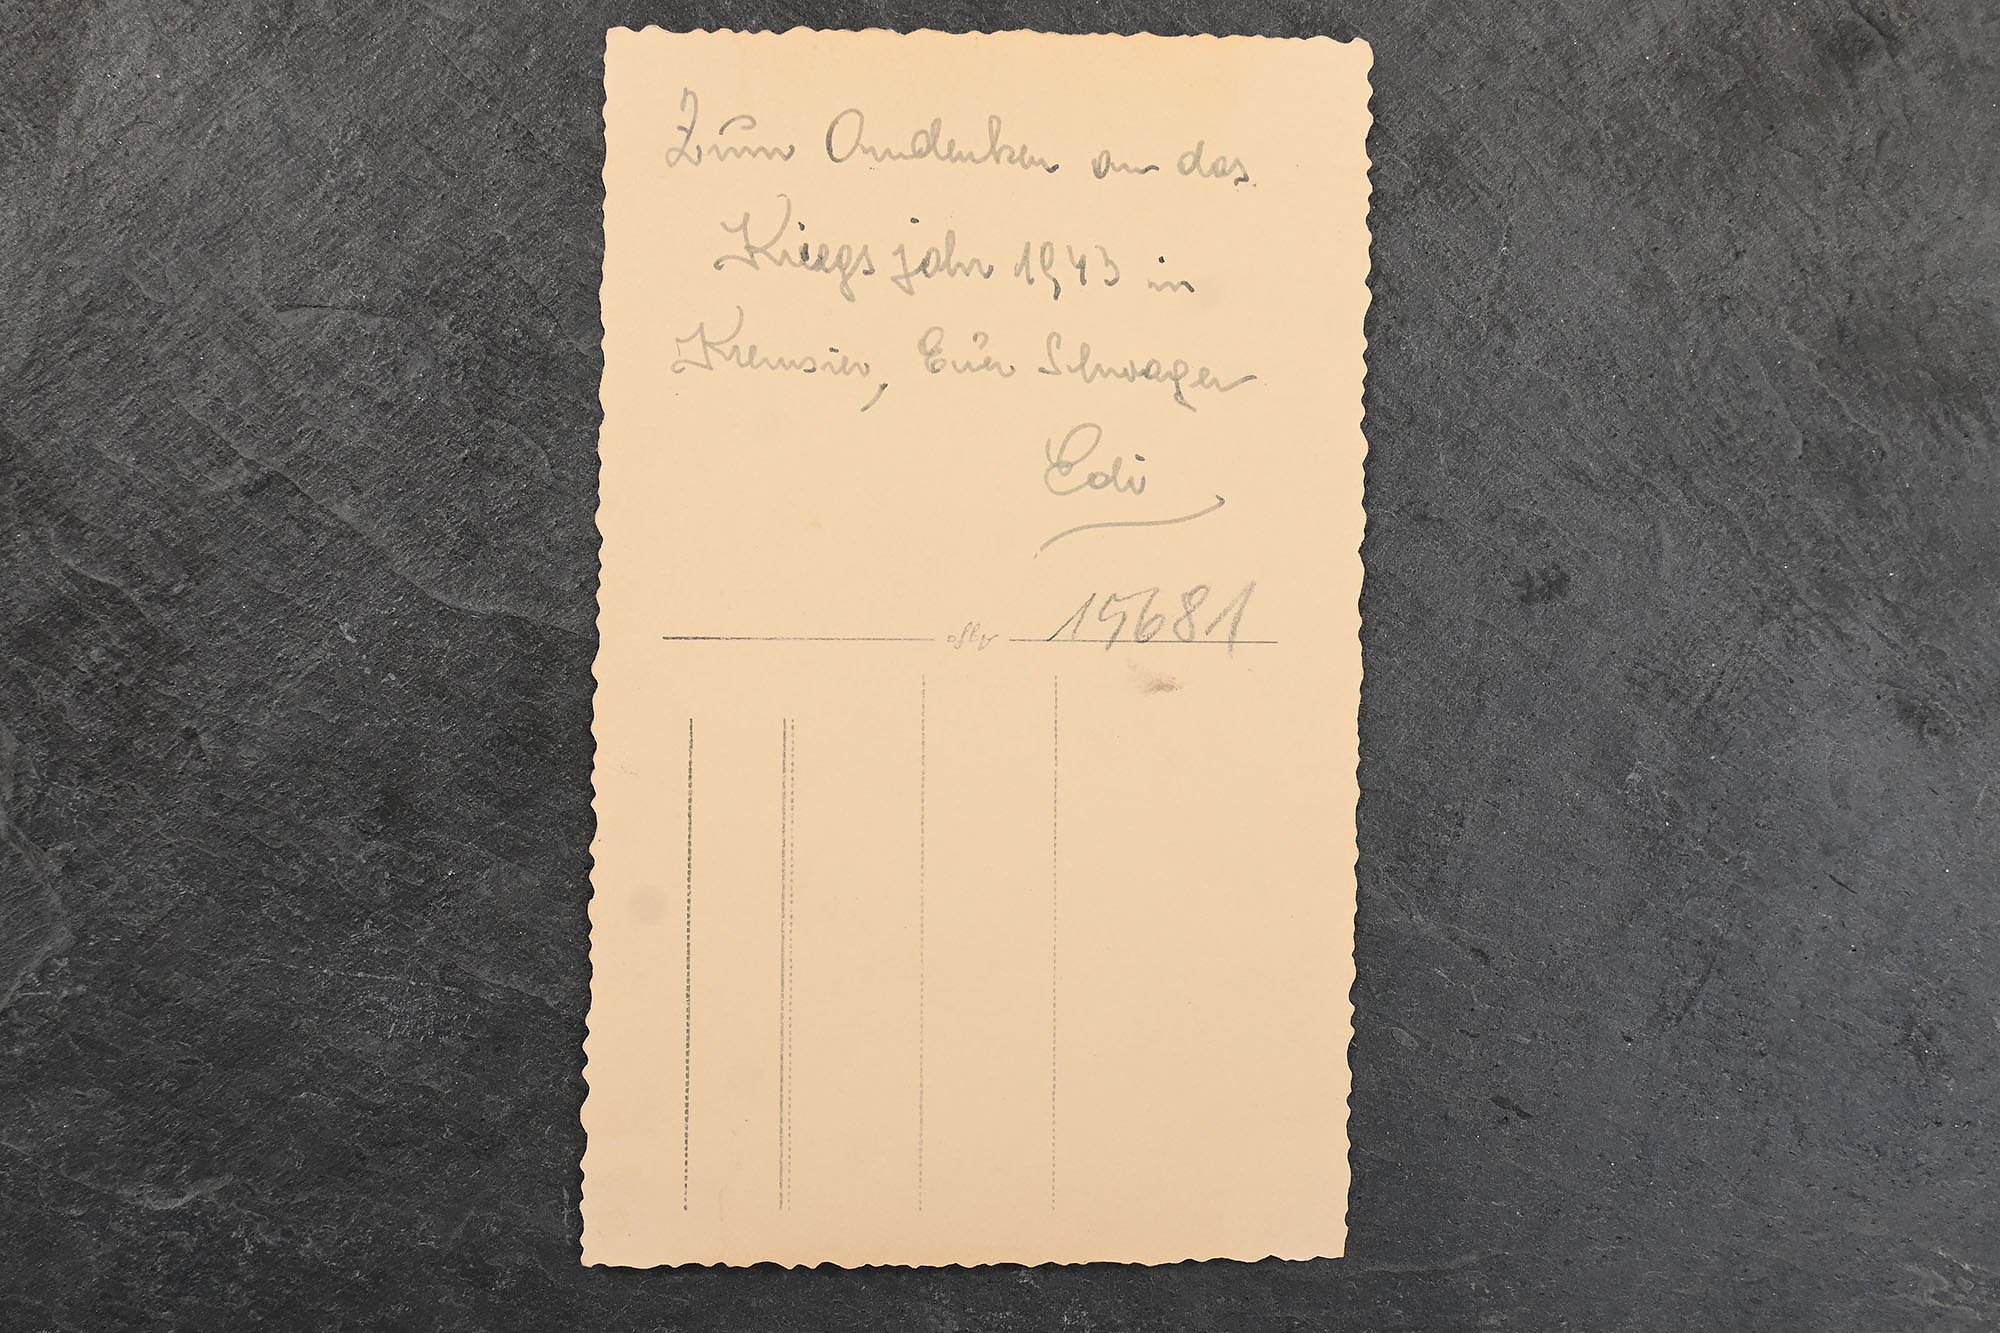 Zum Andenken an das
Kriegsjahr 1943 in
Kremsier, Euer Schwager
Edi
15681